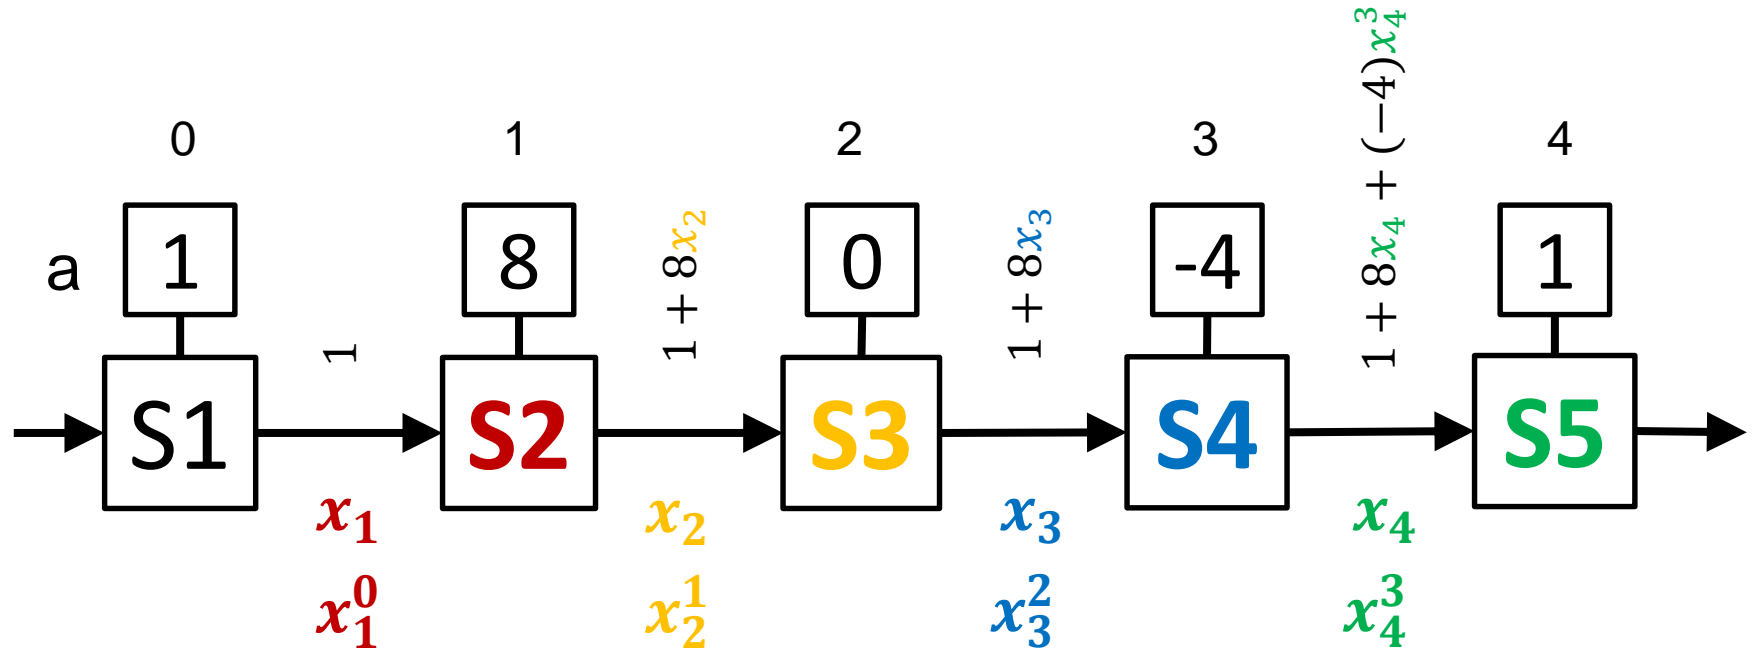 0 1 2 3 4
a 1 8 0 -4 1
1
1 + 8x₂
1 + 8x₃
1 + 8x₄ + (−4)x₄³
S1 S2 S3 S4 S5
x₁ x₂ x₃ x₄
x₁⁰ x₂¹ x₃² x₄³